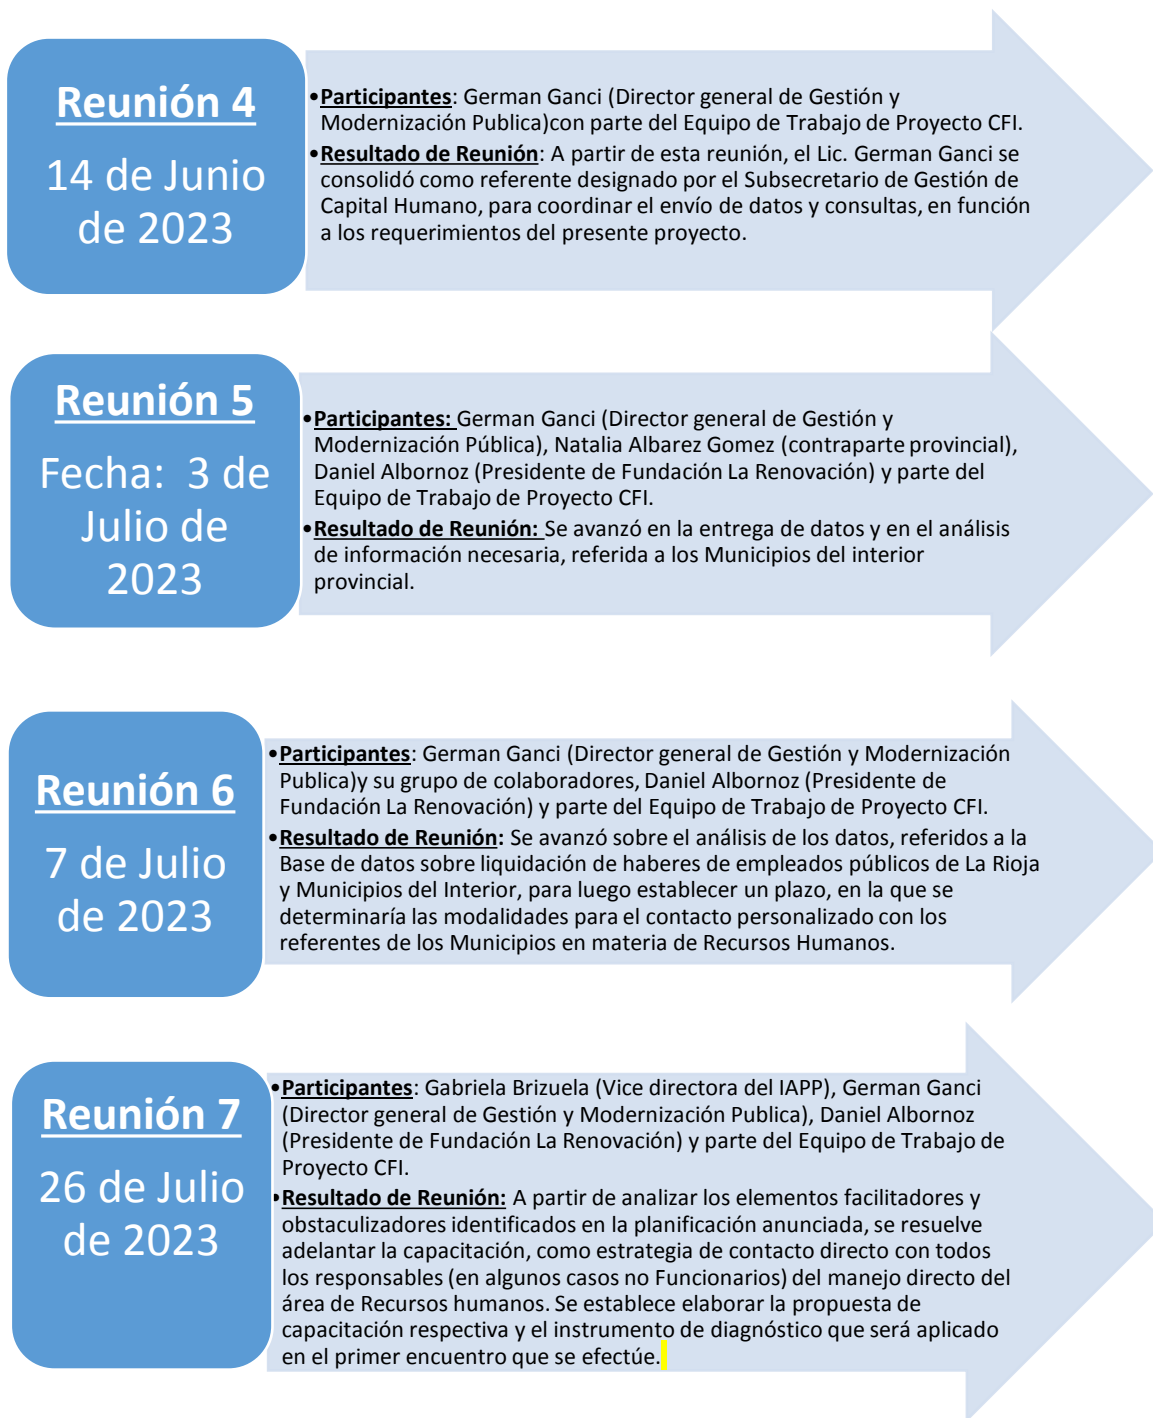 Reunión 4
14 de Junio
de 2023
•Participantes: German Ganci (Director general de Gestión y
Modernización Publica)con parte del Equipo de Trabajo de Proyecto CFI.
•Resultado de Reunión: A partir de esta reunión, el Lic. German Ganci se
consolidó como referente designado por el Subsecretario de Gestión de
Capital Humano, para coordinar el envío de datos y consultas, en función
a los requerimientos del presente proyecto.
Reunión 5
Fecha: 3 de
Julio de
2023
•Participantes: German Ganci (Director general de Gestión y
Modernización Pública), Natalia Albarez Gomez (contraparte provincial),
Daniel Albornoz (Presidente de Fundación La Renovación) y parte del
Equipo de Trabajo de Proyecto CFI.
•Resultado de Reunión: Se avanzó en la entrega de datos y en el análisis
de información necesaria, referida a los Municipios del interior
provincial.
Reunión 6
7 de Julio
de 2023
•Participantes: German Ganci (Director general de Gestión y Modernización
Publica)y su grupo de colaboradores, Daniel Albornoz (Presidente de
Fundación La Renovación) y parte del Equipo de Trabajo de Proyecto CFI.
•Resultado de Reunión: Se avanzó sobre el análisis de los datos, referidos a la
Base de datos sobre liquidación de haberes de empleados públicos de La Rioja
y Municipios del Interior, para luego establecer un plazo, en la que se
determinaría las modalidades para el contacto personalizado con los
referentes de los Municipios en materia de Recursos Humanos.
Reunión 7
26 de Julio
de 2023
•Participantes: Gabriela Brizuela (Vice directora del IAPP), German Ganci
(Director general de Gestión y Modernización Publica), Daniel Albornoz
(Presidente de Fundación La Renovación) y parte del Equipo de Trabajo de
Proyecto CFI.
•Resultado de Reunión: A partir de analizar los elementos facilitadores y
obstaculizadores identificados en la planificación anunciada, se resuelve
adelantar la capacitación, como estrategia de contacto directo con todos
los responsables (en algunos casos no Funcionarios) del manejo directo del
área de Recursos humanos. Se establece elaborar la propuesta de
capacitación respectiva y el instrumento de diagnóstico que será aplicado
en el primer encuentro que se efectúe.